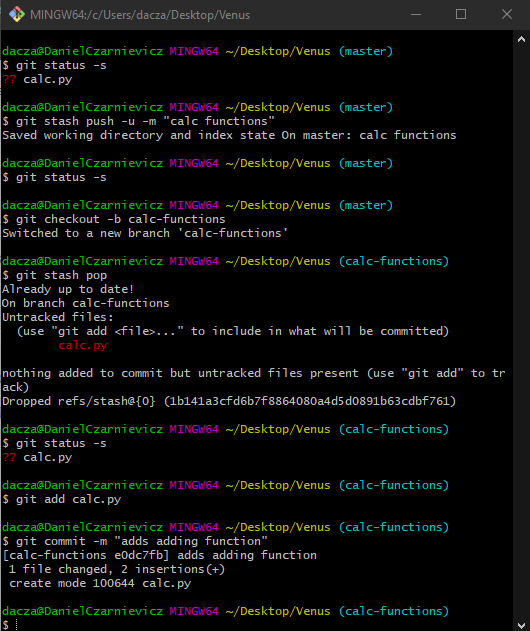 MINGW64:/c/Users/dacza/Desktop/Venus
dacza@DanielCzarnievicz MINGW64 ~/Desktop/Venus (master)
$ git status -s
?? calc.py
dacza@DanielCzarnievicz MINGW64 ~/Desktop/Venus (master)
$ git stash push -u -m "calc functions"
Saved working directory and index state On master: calc functions
dacza@DanielCzarnievicz MINGW64 ~/Desktop/Venus (master)
$ git status -s
dacza@DanielCzarnievicz MINGW64 ~/Desktop/Venus (master)
$ git checkout -b calc-functions
Switched to a new branch 'calc-functions'
dacza@DanielCzarnievicz MINGW64 ~/Desktop/Venus (calc-functions)
$ git stash pop
Already up to date!
On branch calc-functions
Untracked files:
  (use "git add <file>..." to include in what will be committed)
        calc.py
nothing added to commit but untracked files present (use "git add" to tr
ack)
Dropped refs/stash@{0} (1b141a3cfd6b7f8864080a4d5d0891b63cdbf761)
dacza@DanielCzarnievicz MINGW64 ~/Desktop/Venus (calc-functions)
$ git status -s
?? calc.py
dacza@DanielCzarnievicz MINGW64 ~/Desktop/Venus (calc-functions)
$ git add calc.py
dacza@DanielCzarnievicz MINGW64 ~/Desktop/Venus (calc-functions)
$ git commit -m "adds adding function"
[calc-functions e0dc7fb] adds adding function
 1 file changed, 2 insertions(+)
 create mode 100644 calc.py
dacza@DanielCzarnievicz MINGW64 ~/Desktop/Venus (calc-functions)
$